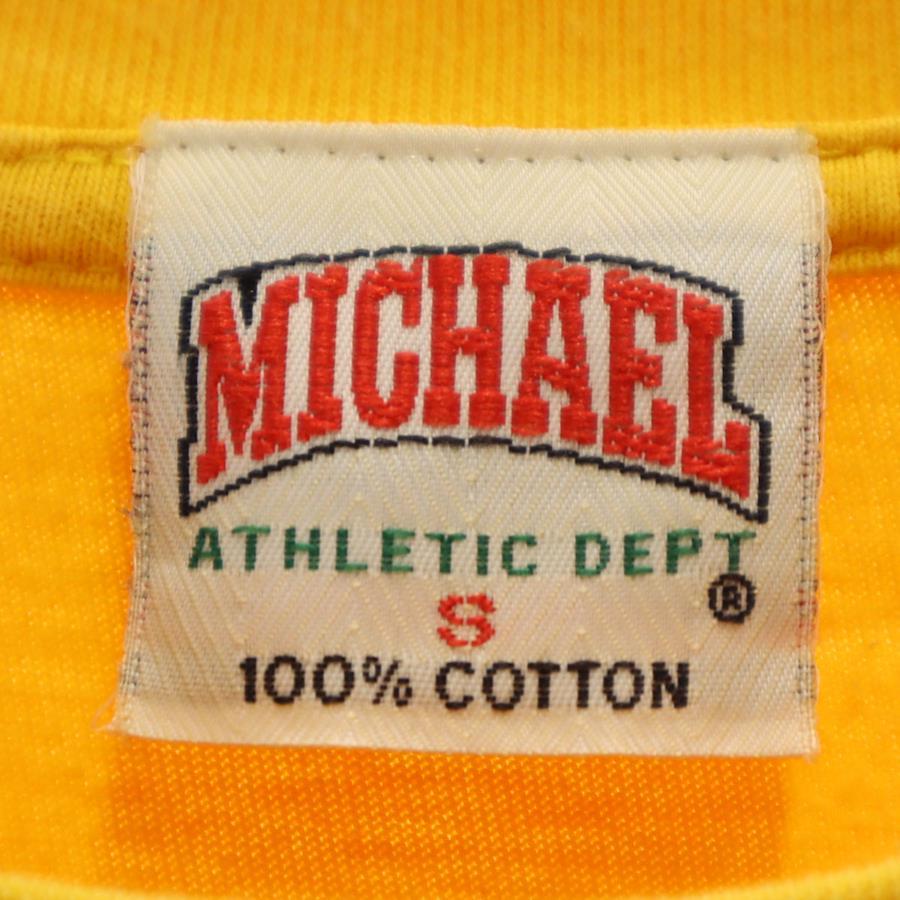 MICHAEL
ATHLETIC DEPT
®
S
100% COTTON